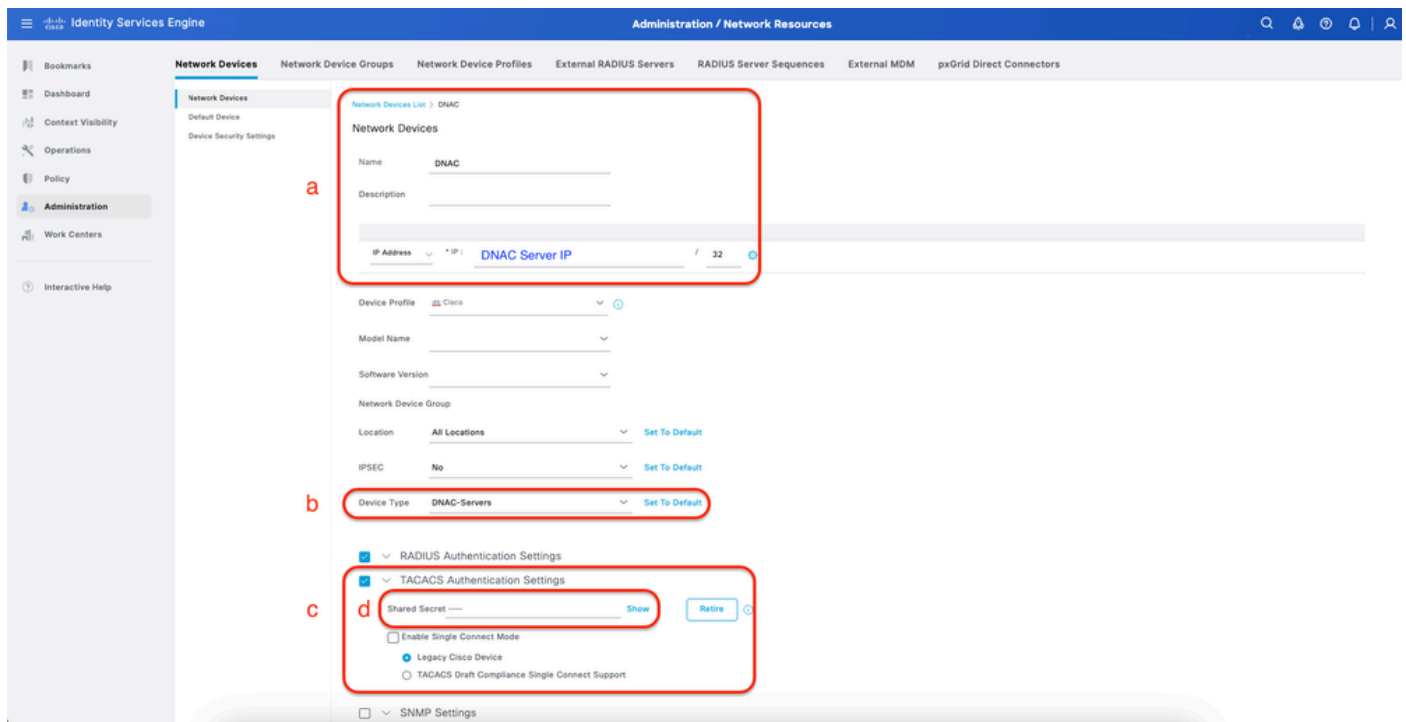 cisco Identity Services Engine
Administration / Network Resources
Bookmarks
Dashboard
Context Visibility
Operations
Policy
Administration
Work Centers
Interactive Help
Network Devices Network Device Groups Network Device Profiles External RADIUS Servers RADIUS Server Sequences External MDM pxGrid Direct Connectors
Network Devices
Default Device
Device Security Settings
Network Devices List > DNAC
Network Devices
a
Name DNAC
Description
IP Address * IP : DNAC Server IP / 32
Device Profile Cisco
Model Name
Software Version
Network Device Group
Location All Locations Set To Default
IPSEC No Set To Default
b Device Type DNAC-Servers Set To Default
RADIUS Authentication Settings
TACACS Authentication Settings
c d Shared Secret ----- Show Retire
Enable Single Connect Mode
Legacy Cisco Device
TACACS Draft Compliance Single Connect Support
SNMP Settings